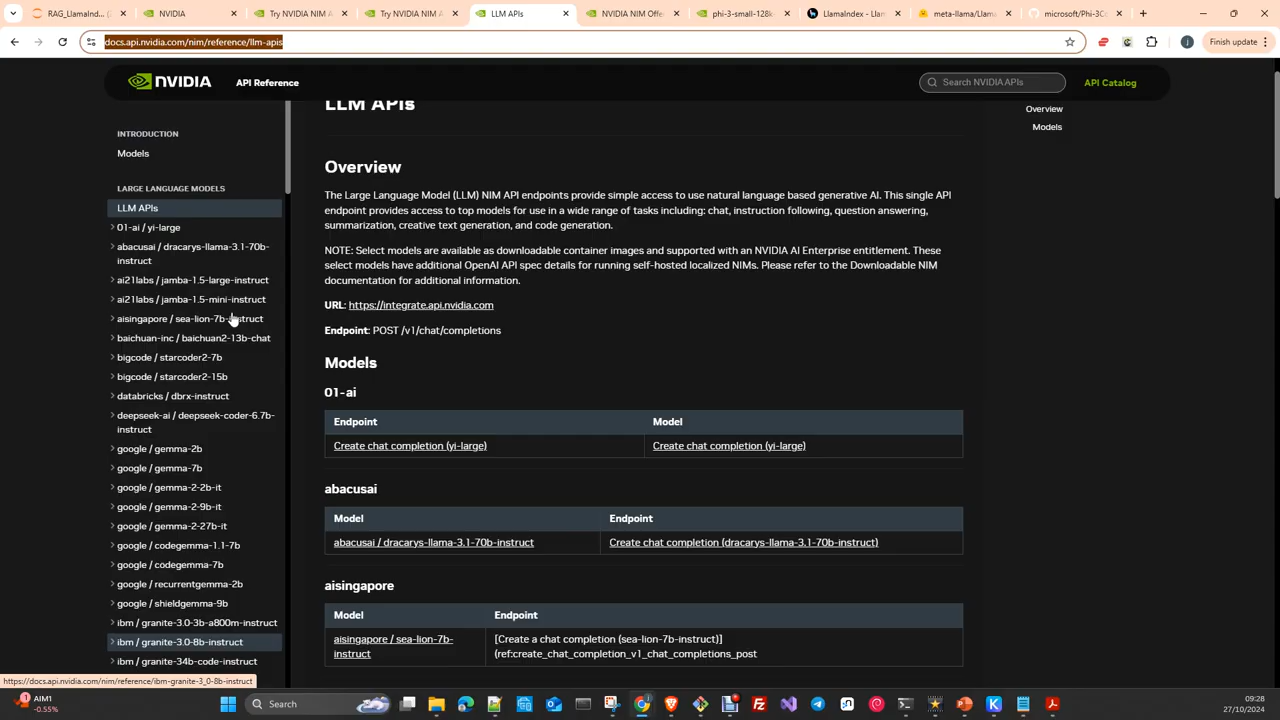 RAG_LlamaInd...
NVIDIA
Try NVIDIA NIM A
Try NVIDIA NIM A
LLM APIs
NVIDIA NIM Offe
phi-3-small-128k
LlamaIndex - Llam
meta-llama/Llama
microsoft/Phi-3Co
docs.api.nvidia.com/nim/reference/llm-apis
Finish update
NVIDIA
API Reference
Search NVIDIA APIs
API Catalog
INTRODUCTION
Models
LARGE LANGUAGE MODELS
LLM APIs
01-ai / yi-large
abacusai / dracarys-llama-3.1-70b-
instruct
ai21labs / jamba-1.5-large-instruct
ai21labs / jamba-1.5-mini-instruct
aisingapore / sea-lion-7b-instruct
baichuan-inc / baichuan2-13b-chat
bigcode / starcoder2-7b
bigcode / starcoder2-15b
databricks / dbrx-instruct
deepseek-ai / deepseek-coder-6.7b-
instruct
google / gemma-2b
google / gemma-7b
google / gemma-2-2b-it
google / gemma-2-9b-it
google / gemma-2-27b-it
google / codegemma-1.1-7b
google / codegemma-7b
google / recurrentgemma-2b
google / shieldgemma-9b
ibm / granite-3.0-3b-a800m-instruct
ibm / granite-3.0-8b-instruct
ibm / granite-34b-code-instruct
LLM APIs
Overview
The Large Language Model (LLM) NIM API endpoints provide simple access to use natural language based generative AI. This single API
endpoint provides access to top models for use in a wide range of tasks including: chat, instruction following, question answering,
summarization, creative text generation, and code generation.
NOTE: Select models are available as downloadable container images and supported with an NVIDIA AI Enterprise entitlement. These
select models have additional OpenAI API spec details for running self-hosted localized NIMs. Please refer to the Downloadable NIM
documentation for additional information.
URL: https://integrate.api.nvidia.com
Endpoint: POST /v1/chat/completions
Models
01-ai
Endpoint Model
Create chat completion (yi-large) Create chat completion (yi-large)
abacusai
Model Endpoint
abacusai / dracarys-llama-3.1-70b-instruct Create chat completion (dracarys-llama-3.1-70b-instruct)
aisingapore
Model Endpoint
aisingapore / sea-lion-7b- [Create a chat completion (sea-lion-7b-instruct)]
instruct (ref:create_chat_completion_v1_chat_completions_post
Overview
Models
https://docs.api.nvidia.com/nim/reference/ibm-granite-3_0-8b-instruct
AIM1
-0.55%
Search
09:28
27/10/2024